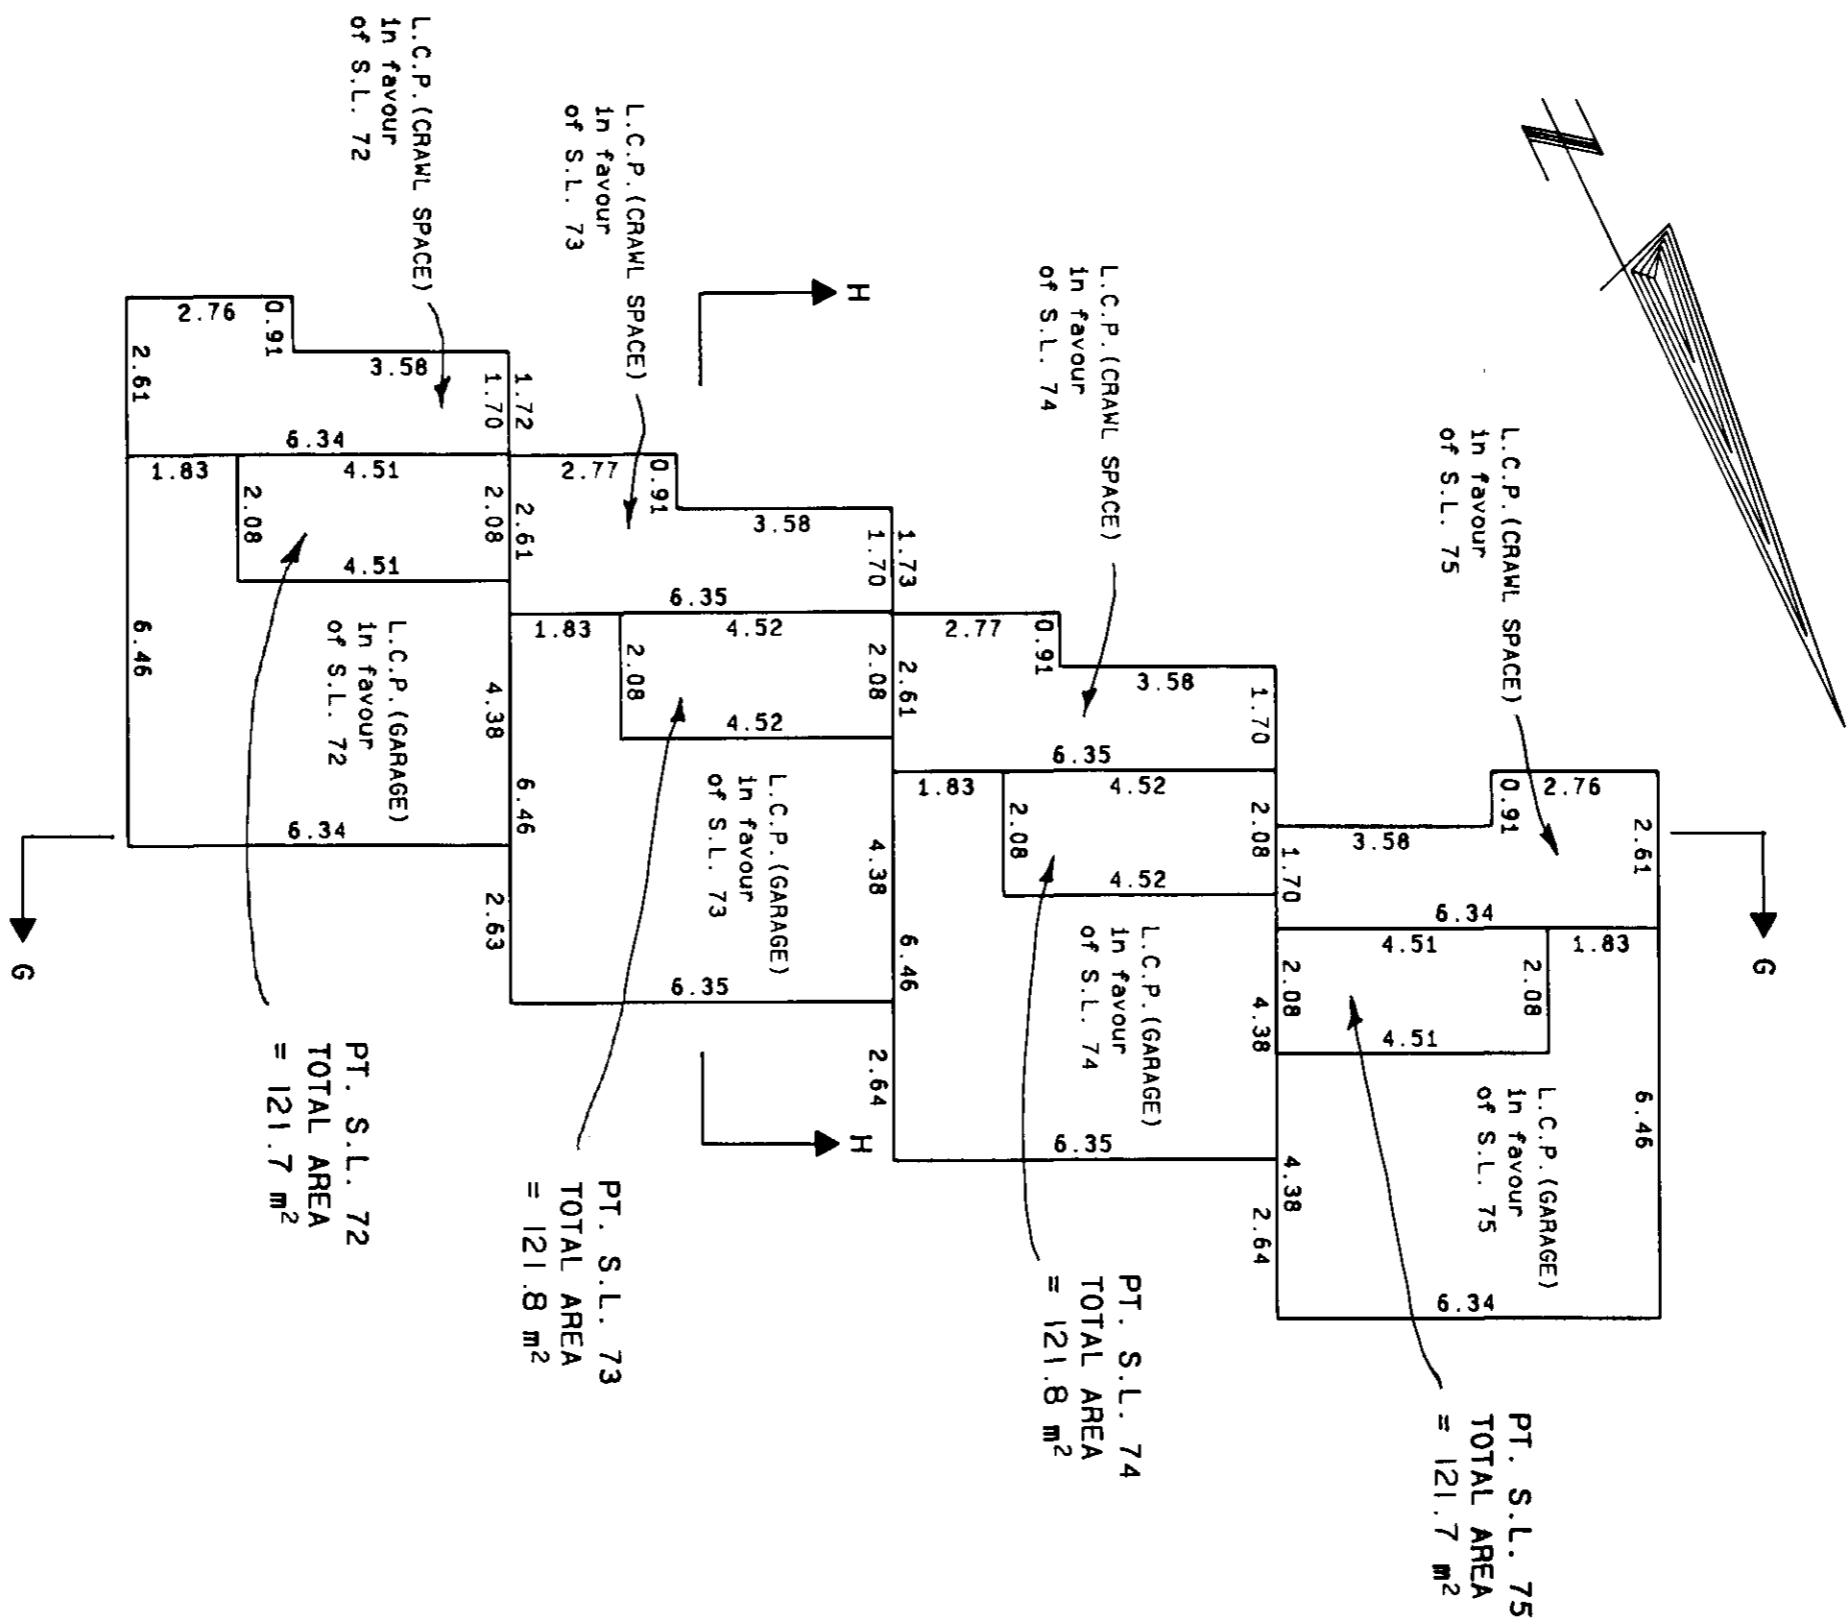 L.C.P.(CRAWL SPACE)
in favour
of S.L. 72
L.C.P.(CRAWL SPACE)
in favour
of S.L. 73
L.C.P.(CRAWL SPACE)
in favour
of S.L. 74
L.C.P.(CRAWL SPACE)
in favour
of S.L. 75
N
H
H
G
G
2.76
0.91
3.58
2.61
1.70
1.72
6.34
1.83
4.51
2.08
2.08
4.51
6.46
4.38
6.34
2.63
L.C.P.(GARAGE)
in favour
of S.L. 72
2.77
0.91
3.58
2.61
1.70
1.73
6.35
1.83
4.52
2.08
2.08
4.52
6.46
4.38
6.35
2.64
L.C.P.(GARAGE)
in favour
of S.L. 73
2.77
0.91
3.58
2.61
1.70
6.35
1.83
4.52
2.08
2.08
4.52
6.46
4.38
6.35
2.64
L.C.P.(GARAGE)
in favour
of S.L. 74
2.76
0.91
3.58
2.61
1.70
6.34
4.51
1.83
2.08
2.08
4.51
6.46
4.38
6.34
L.C.P.(GARAGE)
in favour
of S.L. 75
PT. S.L. 72
TOTAL AREA
= 121.7 m²
PT. S.L. 73
TOTAL AREA
= 121.8 m²
PT. S.L. 74
TOTAL AREA
= 121.8 m²
PT. S.L. 75
TOTAL AREA
= 121.7 m²